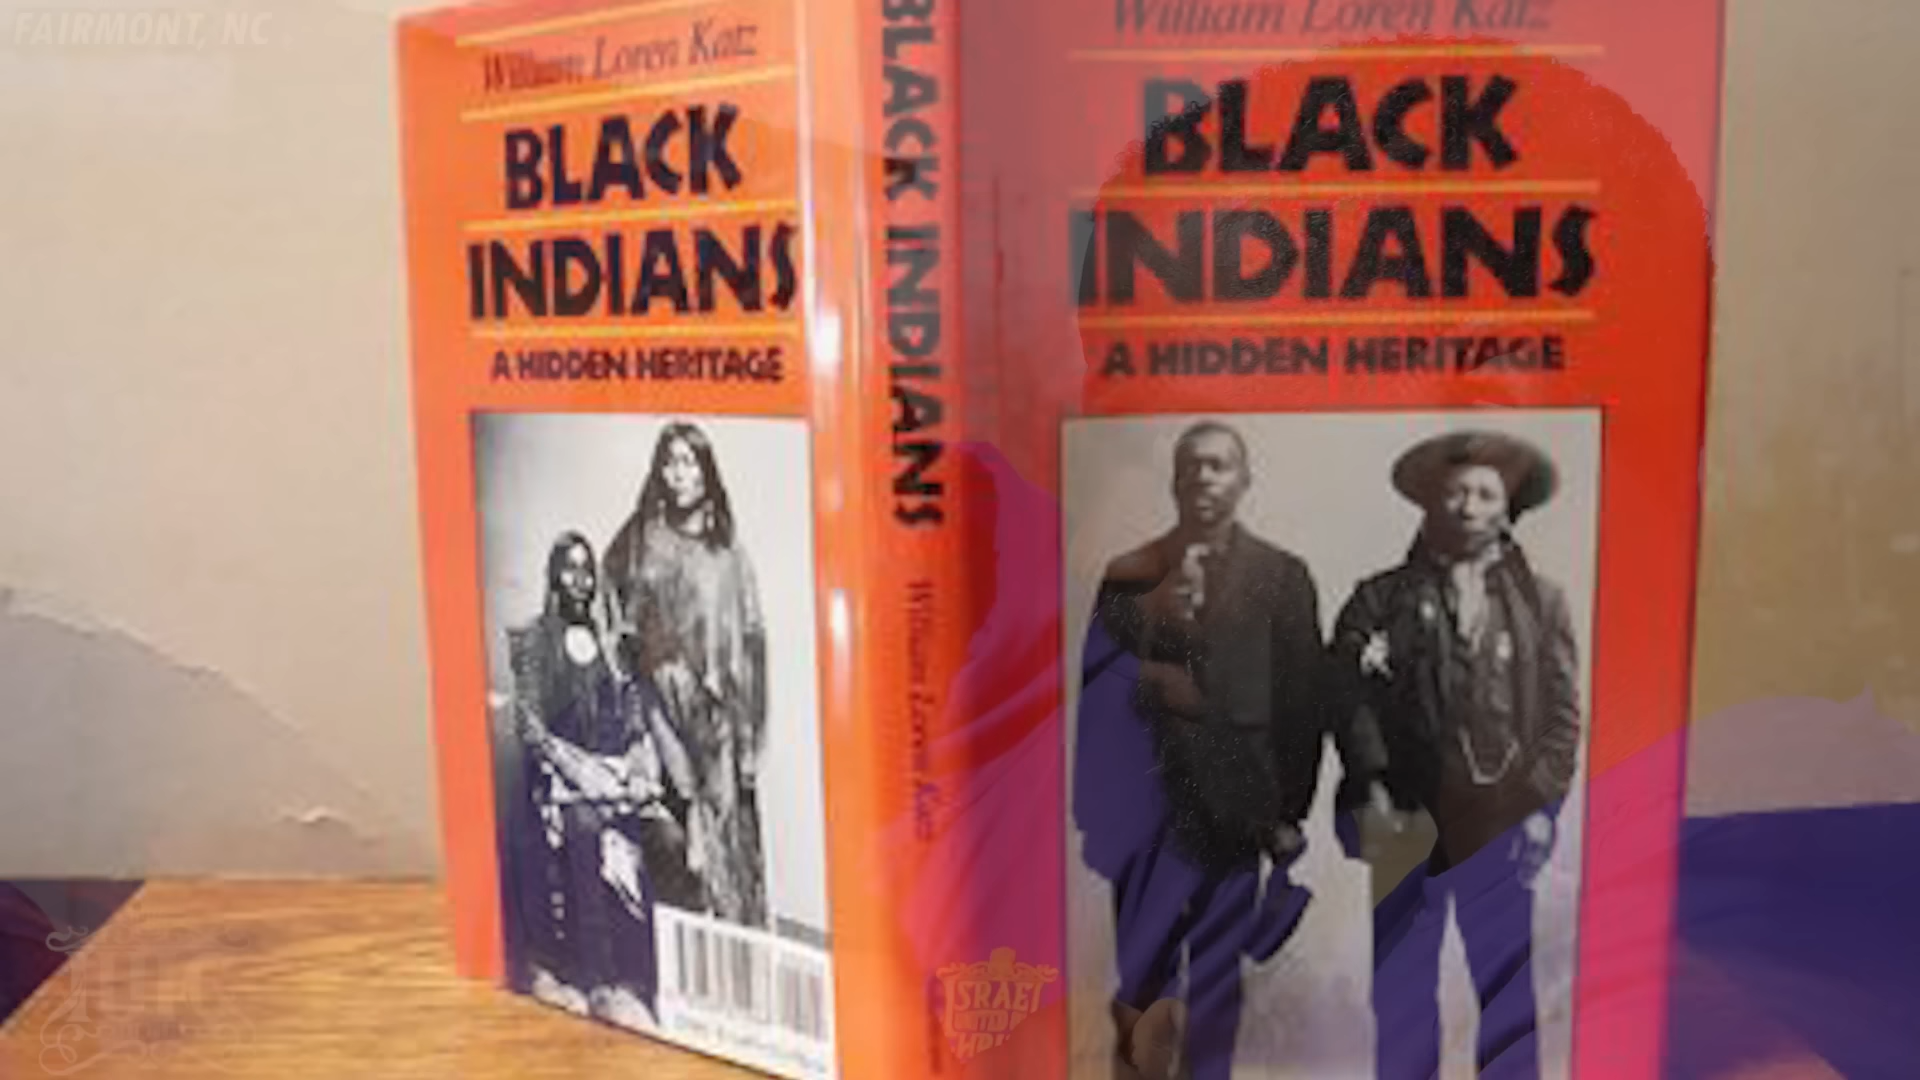 FAIRMONT, NC
William Loren Katz
BLACK
INDIANS
A HIDDEN HERITAGE
BLACK INDIANS
William Loren Katz
William Loren Katz
BLACK
INDIANS
A HIDDEN HERITAGE